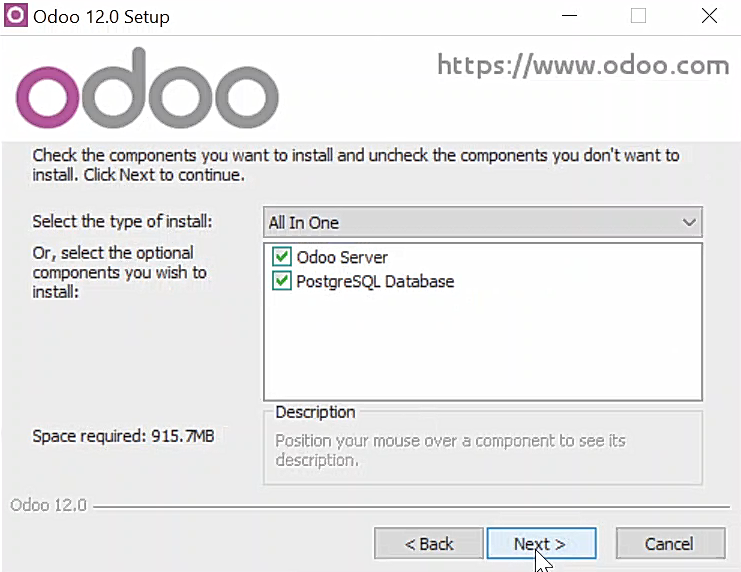 Odoo 12.0 Setup
odoo
https://www.odoo.com
Check the components you want to install and uncheck the components you don't want to
install. Click Next to continue.
Select the type of install:
All In One
Or, select the optional
components you wish to
install:
Odoo Server
PostgreSQL Database
Space required: 915.7MB
Description
Position your mouse over a component to see its
description.
Odoo 12.0
< Back
Next >
Cancel